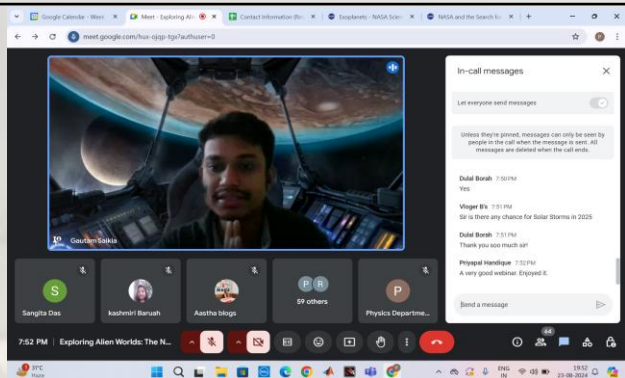 Google Calendar - Week
Meet - Exploring Ali
Contact Information (Re
Exoplanets - NASA Scien
NASA and the Search fo
meet.google.com/hux-ojqp-tgx?authuser=0
In-call messages
Let everyone send messages
Unless they're pinned, messages can only be seen by
people in the call when the message is sent. All
messages are deleted when the call ends.
Dulal Borah 7:50 PM
Yes
Vloger B's 7:51 PM
Sir is there any chance for Solar Storms in 2025
Dulal Borah 7:51 PM
Thank you soo much sir!
Priyapal Handique 7:52 PM
A very good webinar. Enjoyed it.
Send a message
Gautam Saikia
S
Sangita Das
kashmiri Baruah
Aastha blogs
P R
59 others
P
Physics Departme...
7:52 PM | Exploring Alien Worlds: The N...
44
31°C
Haze
ENG
IN
19:52
23-08-2024